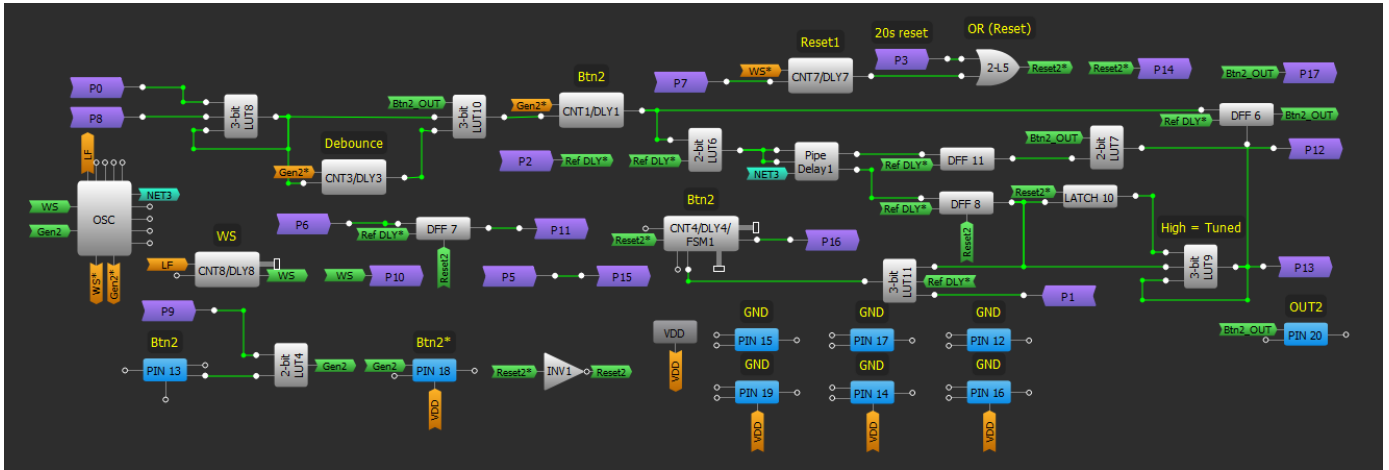 20s reset
OR (Reset)
Reset1
P3
2-L5
Reset2*
Reset2*
P14
Btn2_OUT
P17
P7
WS*
CNT7/DLY7
Btn2
P0
P8
3-bit
LUT8
Btn2_OUT
3-bit
LUT10
Gen2*
CNT1/DLY1
Ref DLY*
DFF 6
Btn2_OUT
Debounce
LF
Gen2*
CNT3/DLY3
P2
Ref DLY*
Ref DLY*
2-bit
LUT6
NET3
Pipe
Delay1
Ref DLY*
DFF 11
Btn2_OUT
2-bit
LUT7
P12
OSC
NET3
WS
Gen2
WS*
Gen2*
Btn2
Ref DLY*
DFF 8
Reset2
Reset2*
LATCH 10
High = Tuned
P6
Ref DLY*
DFF 7
Reset2
P11
CNT4/DLY4/
FSM1
Reset2*
P16
3-bit
LUT9
P13
WS
LF
CNT8/DLY8
WS
WS
P10
P5
P15
3-bit
LUT11
Ref DLY*
P1
P9
Btn2
PIN 13
2-bit
LUT4
Gen2
Btn2*
Gen2
PIN 18
VDD
Reset2*
INV1
Reset2
VDD
VDD
GND
PIN 15
GND
PIN 17
GND
PIN 12
OUT2
Btn2_OUT
PIN 20
GND
PIN 19
VDD
GND
PIN 14
VDD
GND
PIN 16
VDD